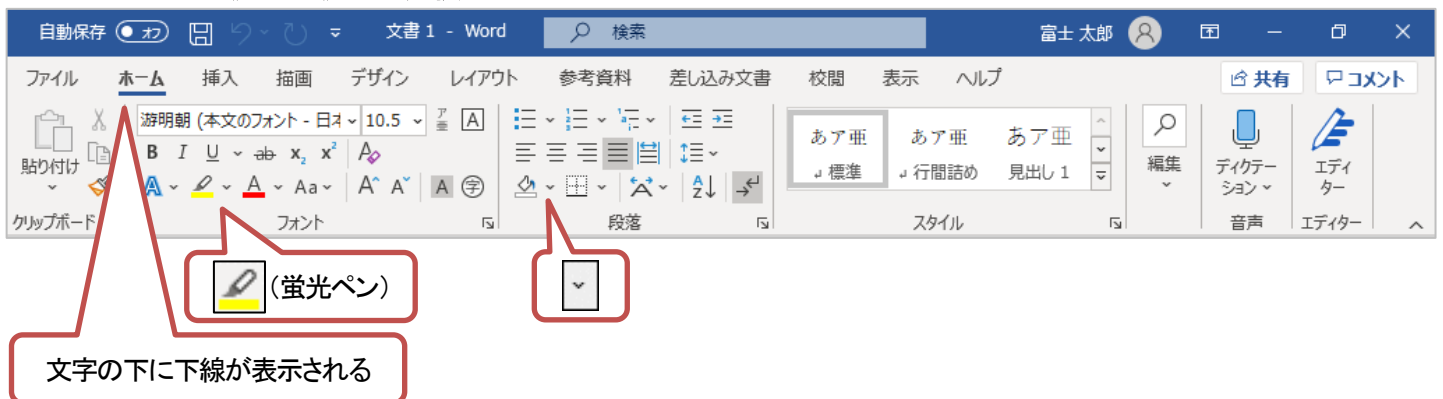 自動保存 オフ 文書 1 - Word 検索 富士 太郎
ファイル ホーム 挿入 描画 デザイン レイアウト 参考資料 差し込み文書 校閲 表示 ヘルプ 共有 コメント
游明朝 (本文のフォント - 日本 10.5 ア亜 A
貼り付け B I U ab x₂ x² A
A A Aa A A A 字 A Z
あア亜 あア亜 あア亜
標準 行間詰め 見出し 1
編集 ディクテーション エディター
クリップボード フォント 段落 スタイル 音声 エディター
(蛍光ペン)
文字の下に下線が表示される